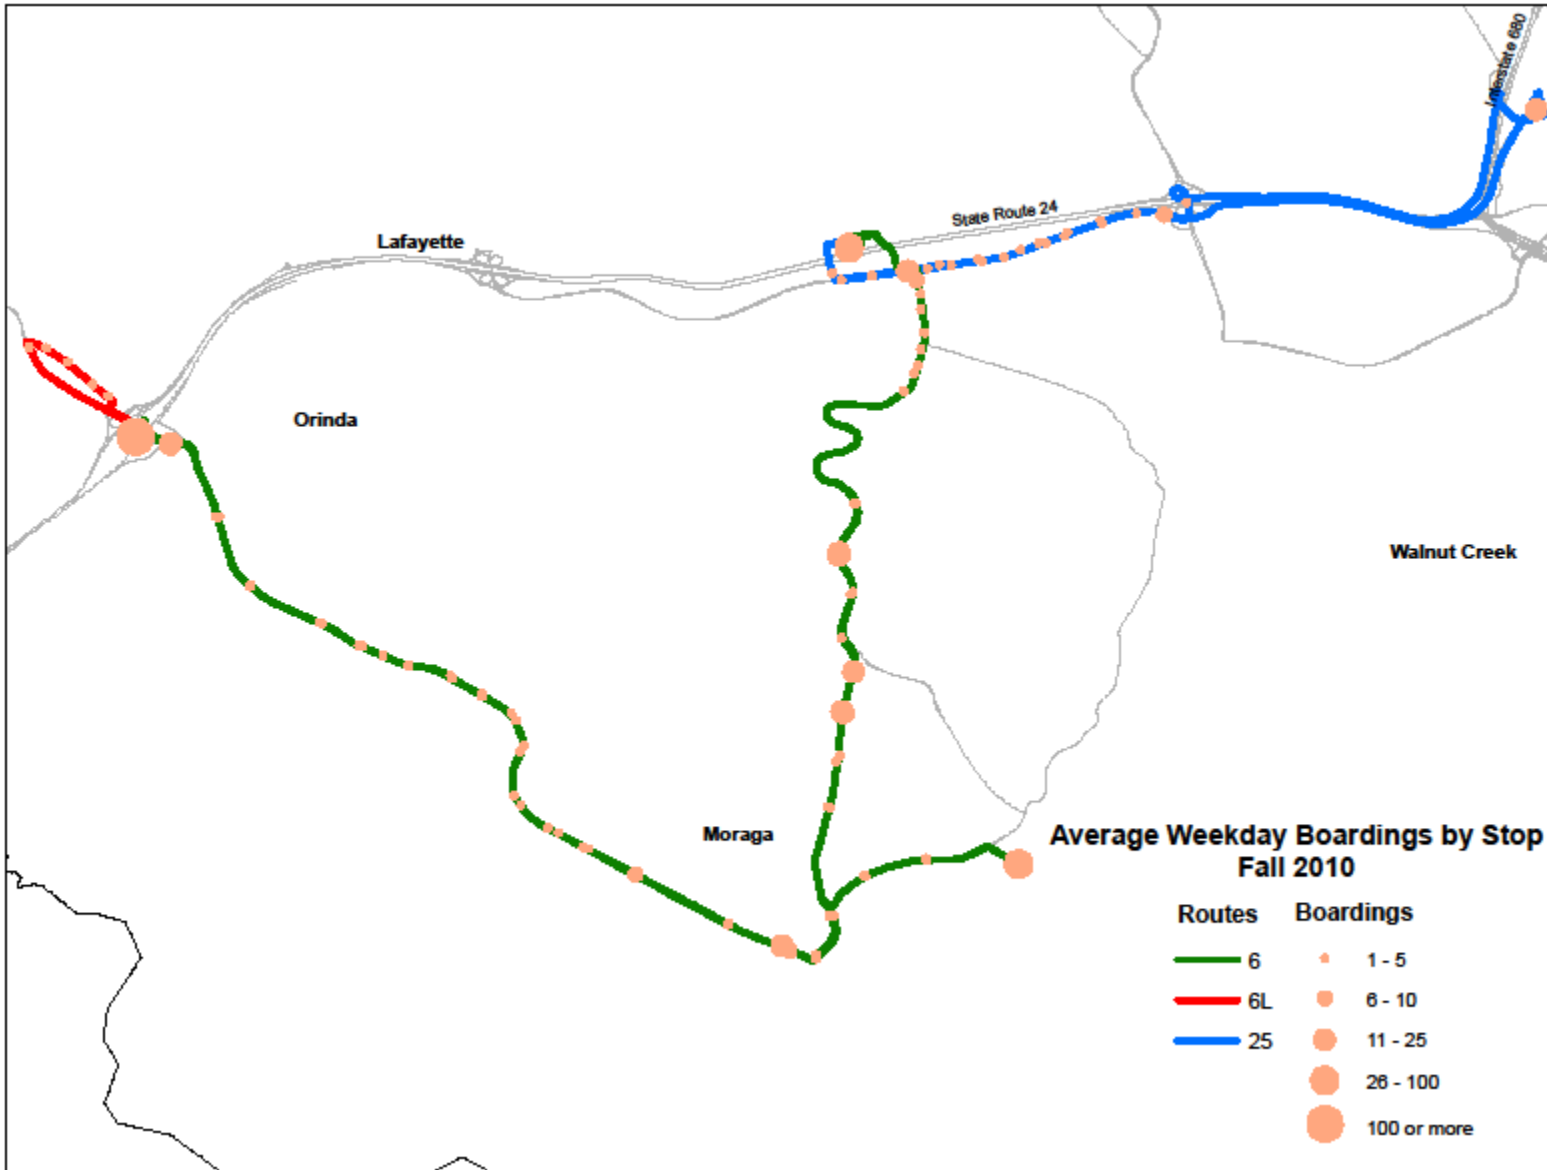 Interstate 680
State Route 24
Lafayette
Orinda
Walnut Creek
Moraga
Average Weekday Boardings by Stop
Fall 2010
Routes Boardings
6 1 - 5
6L 6 - 10
25 11 - 25
26 - 100
100 or more